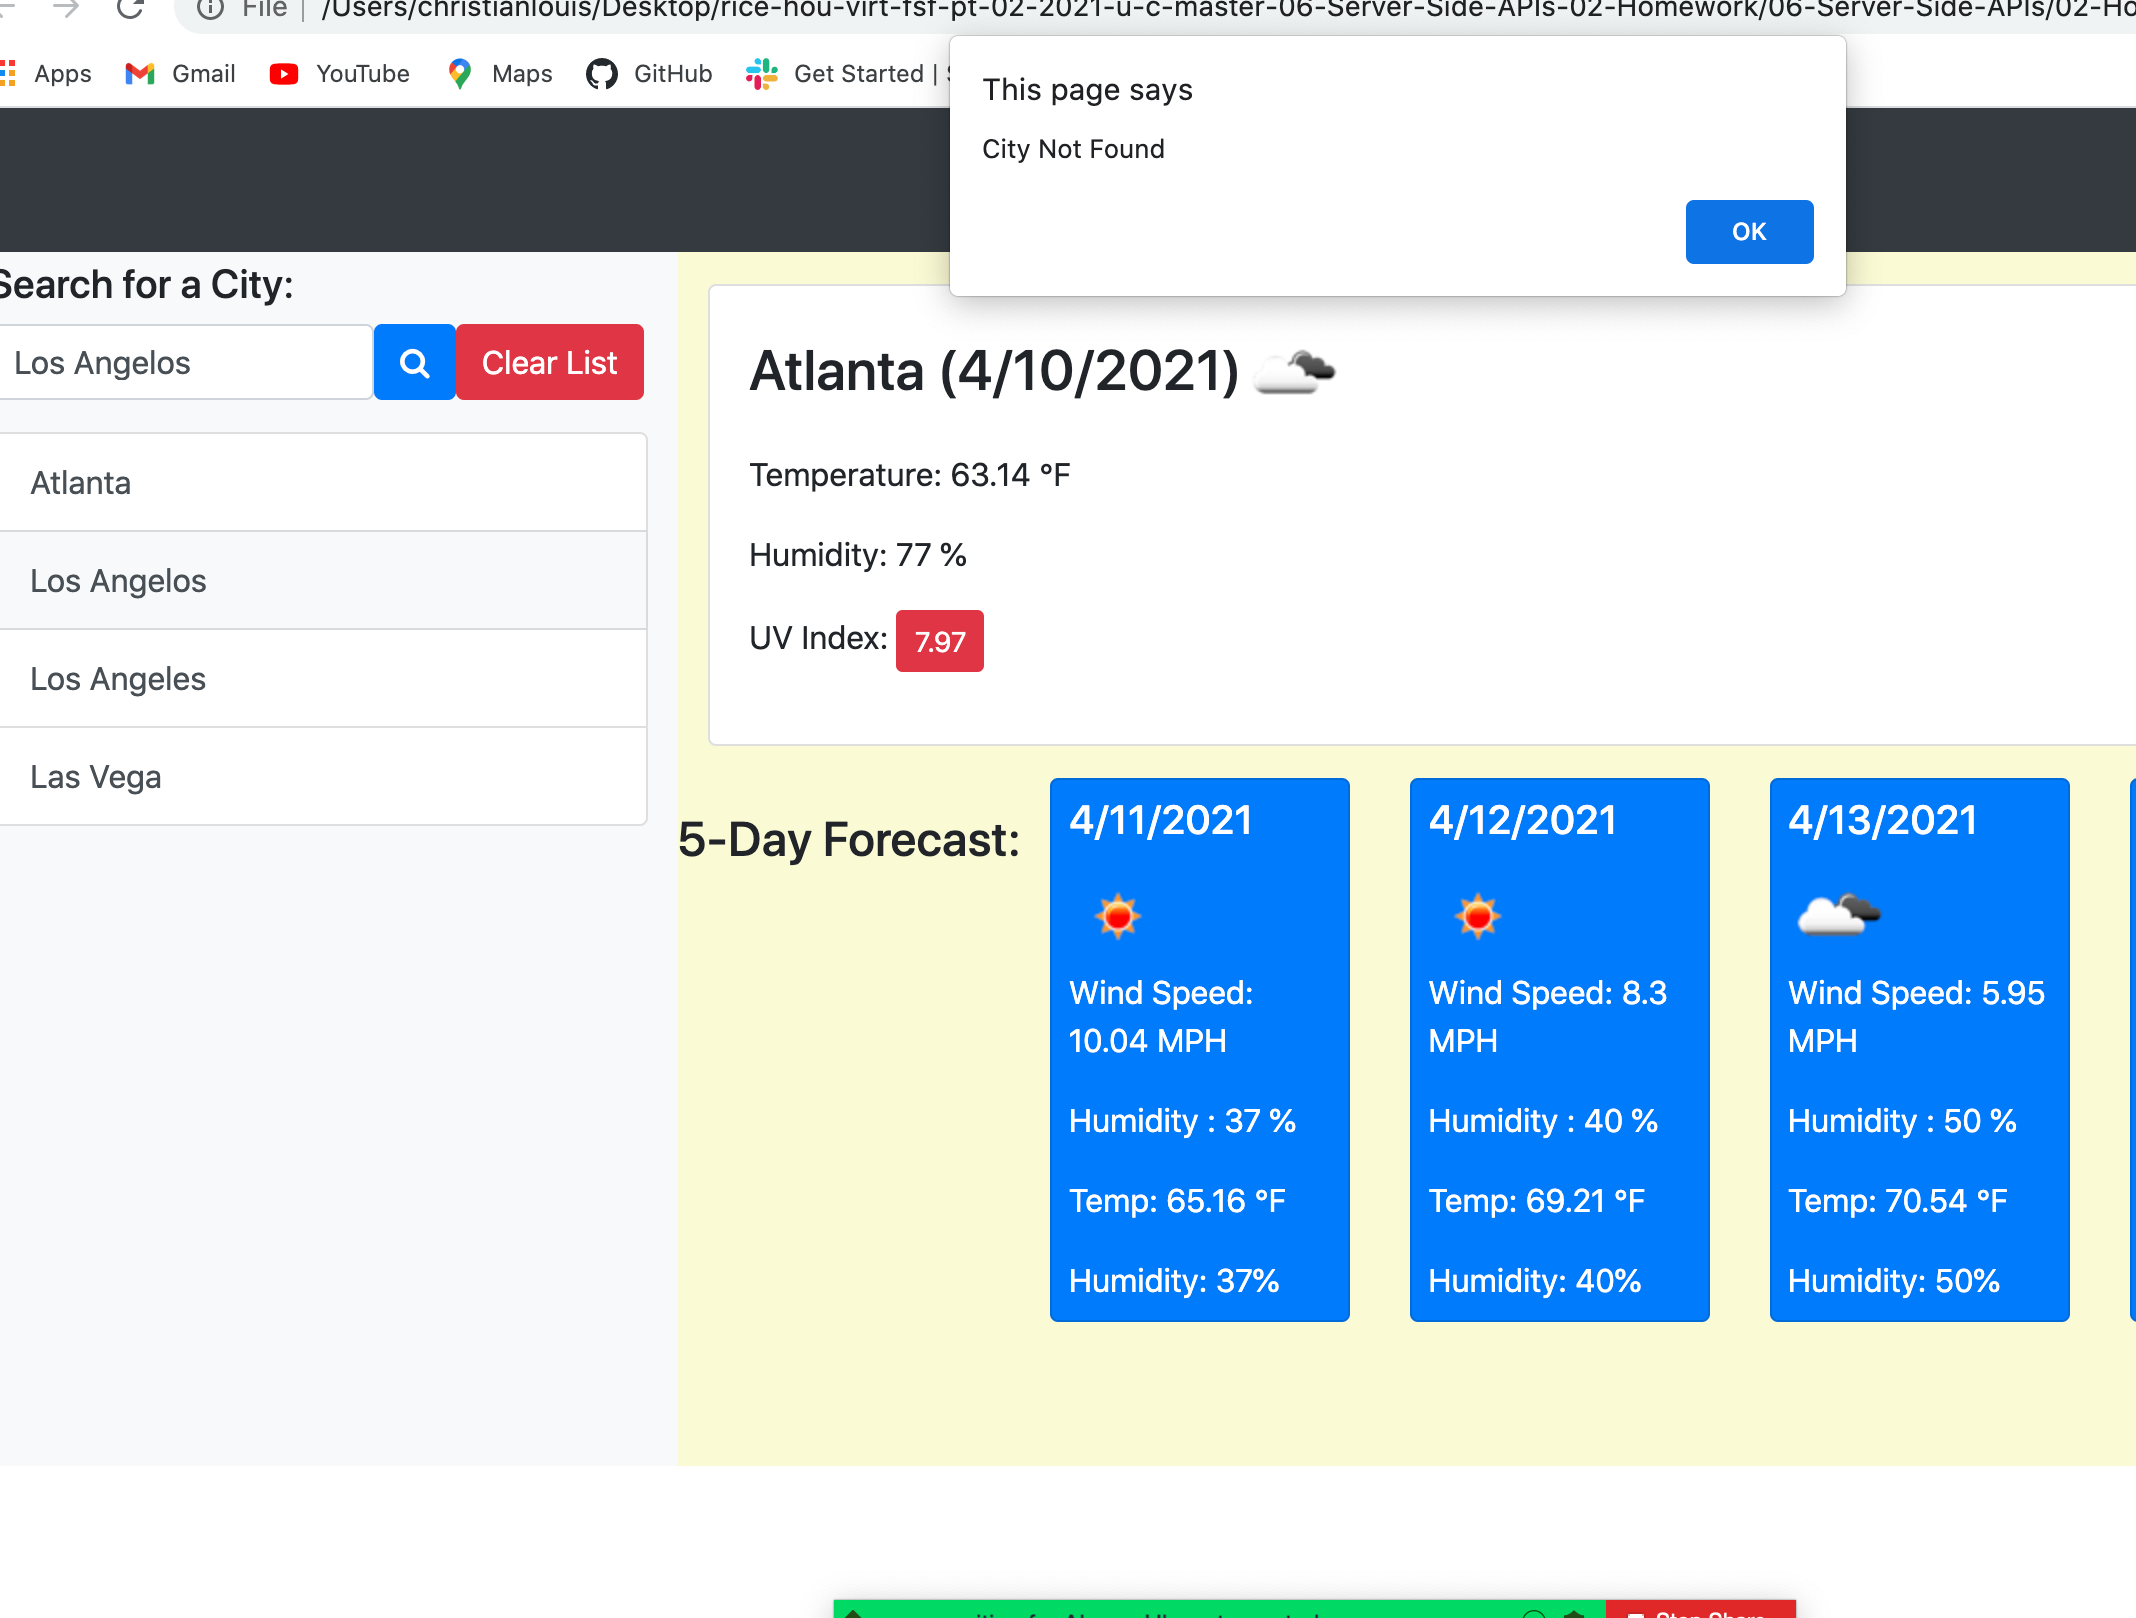 File | /Users/christianlouis/Desktop/rice-hou-virt-fsf-pt-02-2021-u-c-master-06-Server-Side-APIs-02-Homework/06-Server-Side-APIs/02-Ho
Apps Gmail YouTube Maps GitHub Get Started |
This page says
City Not Found
OK
Search for a City:
Los Angelos Clear List
Atlanta
Los Angelos
Los Angeles
Las Vega
Atlanta (4/10/2021)
Temperature: 63.14 °F
Humidity: 77 %
UV Index: 7.97
5-Day Forecast:
4/11/2021
Wind Speed:
10.04 MPH
Humidity : 37 %
Temp: 65.16 °F
Humidity: 37%
4/12/2021
Wind Speed: 8.3
MPH
Humidity : 40 %
Temp: 69.21 °F
Humidity: 40%
4/13/2021
Wind Speed: 5.95
MPH
Humidity : 50 %
Temp: 70.54 °F
Humidity: 50%
Stop Share